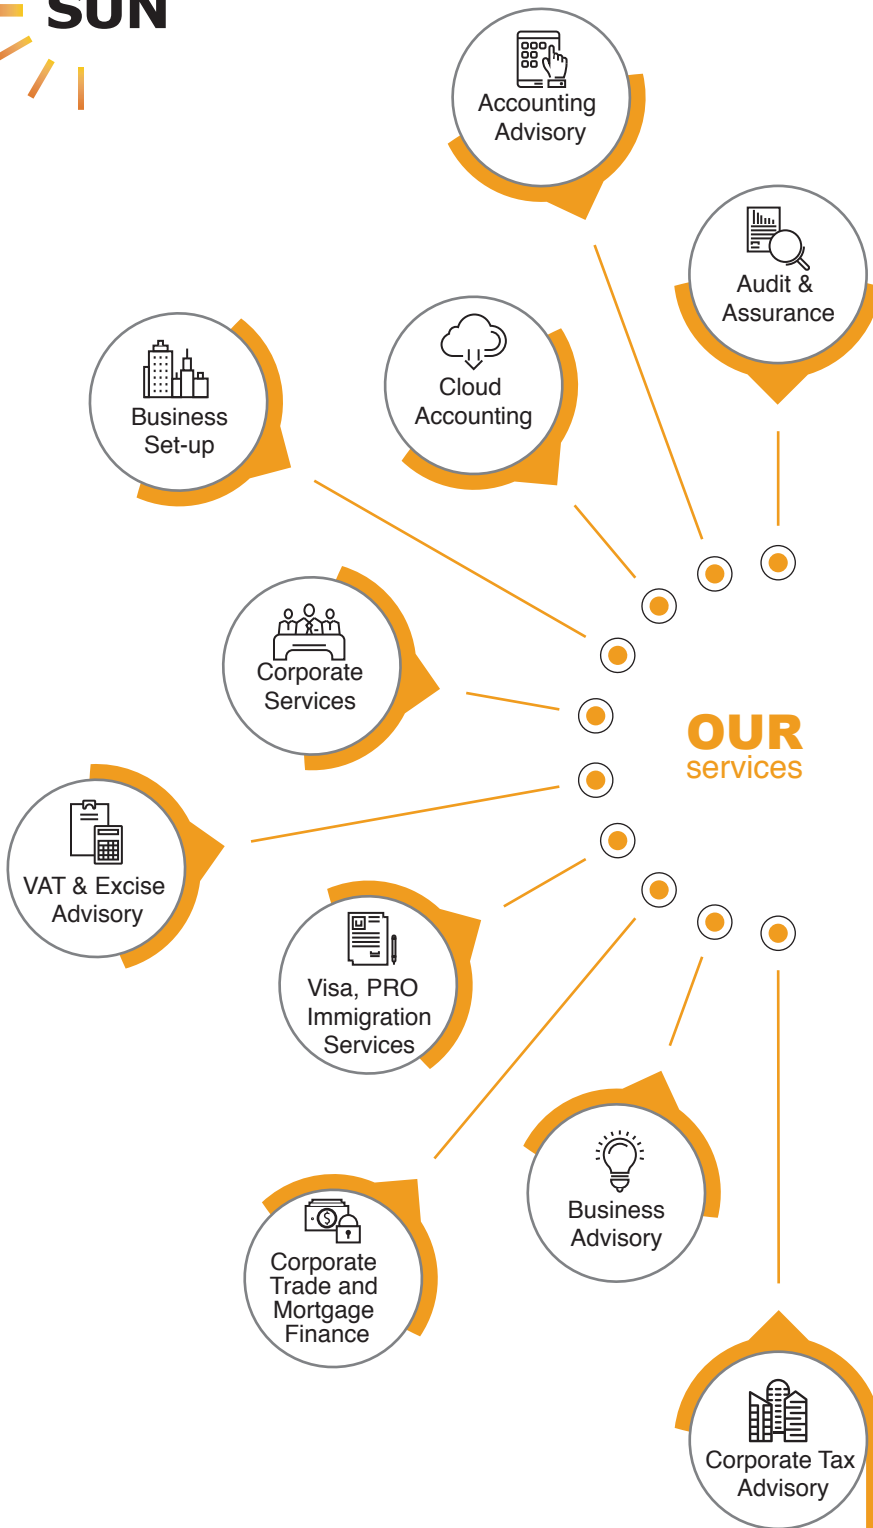 SUN
Accounting
Advisory
Audit &
Assurance
Cloud
Accounting
Business
Set-up
Corporate
Services
OUR
services
VAT & Excise
Advisory
Visa, PRO
Immigration
Services
Business
Advisory
Corporate
Trade and
Mortgage
Finance
Corporate Tax
Advisory